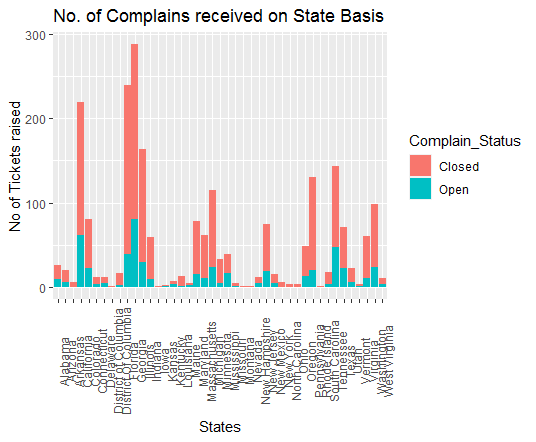 No. of Complains received on State Basis
300
200
100
0
No of Tickets raised
Alabama
Arizona
Arkansas
California
Colorado
Connecticut
Delaware
District of Columbia
District of Columbia
Florida
Georgia
Illinois
Indiana
Iowa
Kansas
Kentucky
Louisiana
Maine
Maryland
Massachusetts
Michigan
Minnesota
Mississippi
Missouri
Montana
Nevada
New Hampshire
New Jersey
New Mexico
New York
North Carolina
Ohio
Oregon
Pennsylvania
Rhode Island
South Carolina
Tennessee
Texas
Utah
Vermont
Virginia
Washington
West Virginia
States
Complain_Status
Closed
Open